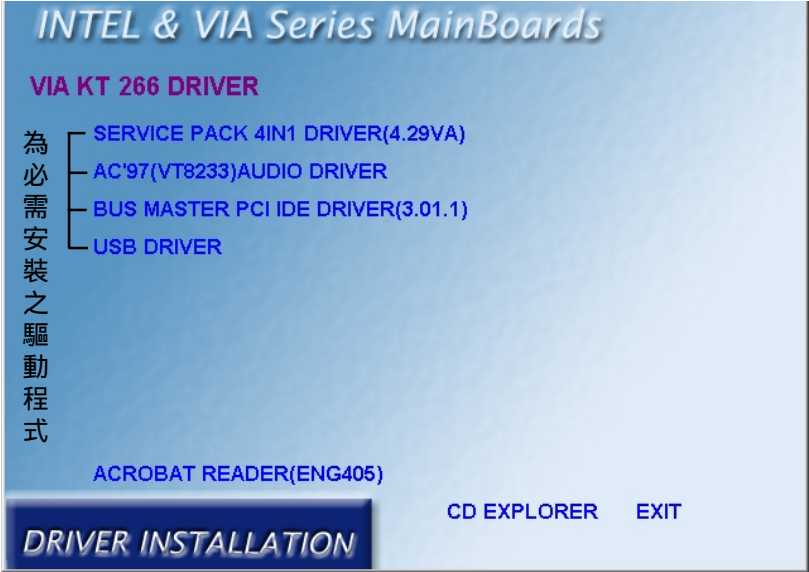 INTEL & VIA Series MainBoards
VIA KT 266 DRIVER
為必需安裝之驅動程式
SERVICE PACK 4IN1 DRIVER(4.29VA)
AC'97(VT8233)AUDIO DRIVER
BUS MASTER PCI IDE DRIVER(3.01.1)
USB DRIVER
ACROBAT READER(ENG405)
CD EXPLORER EXIT
DRIVER INSTALLATION